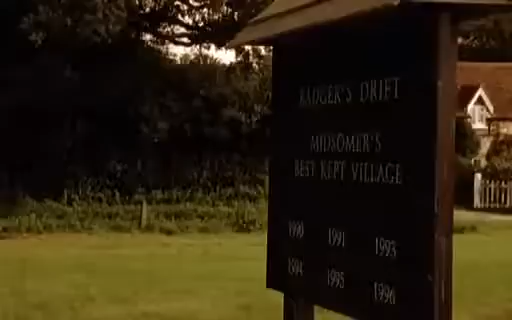 BADGER'S DRIFT
MIDSOMER'S
BEST KEPT VILLAGE
1990 1991 1993
1994 1995 1996